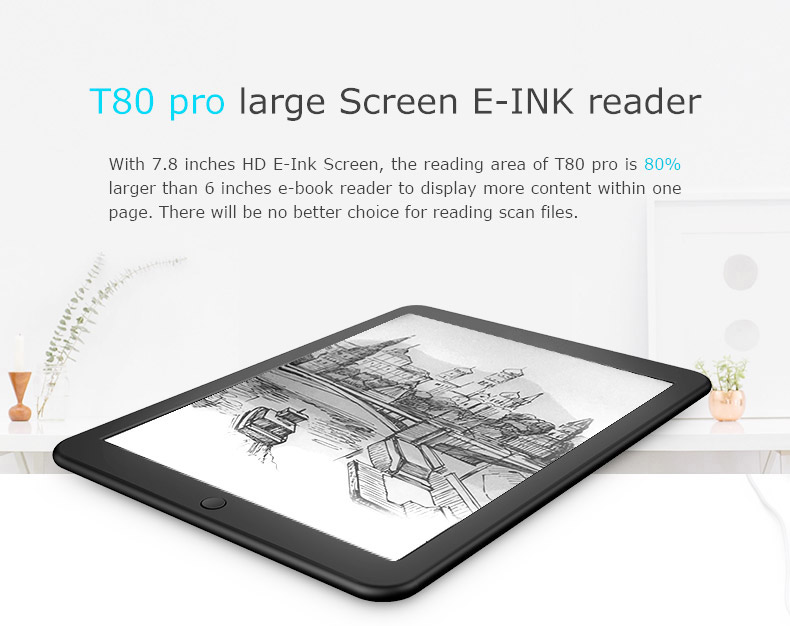 T80 pro large Screen E-INK reader
With 7.8 inches HD E-Ink Screen, the reading area of T80 pro is 80%
larger than 6 inches e-book reader to display more content within one
page. There will be no better choice for reading scan files.